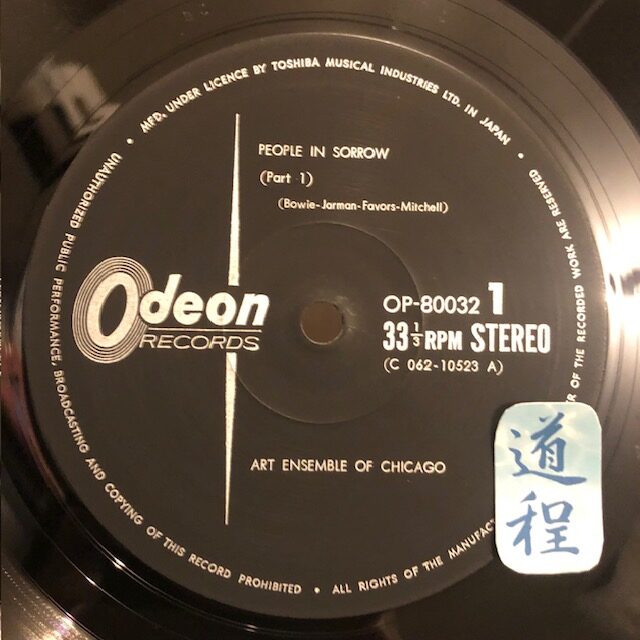 MFD. UNDER LICENCE BY TOSHIBA MUSICAL INDUSTRIES LTD. IN JAPAN
PEOPLE IN SORROW
(Part 1)
(Bowie-Jarman-Favors-Mitchell)
Odeon
RECORDS
OP-80032 1
33 1/3 RPM STEREO
(C 062-10523 A)
ART ENSEMBLE OF CHICAGO
道程
UNAUTHORIZED PUBLIC PERFORMANCE, BROADCASTING AND COPYING OF THIS RECORD PROHIBITED • ALL RIGHTS OF THE MANUFACT
ER OF THE RECORDED WORK ARE RESERVED